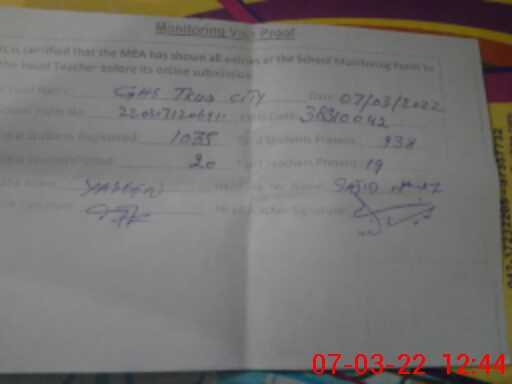 Monitoring Visit Proof
It is certified that the MEA has shown all entries of the School Monitoring Form to
the Head Teacher before its online submission
School Name GHS TRUG CITY Date: 07/03/2022
School Form No. Code: 38310042
Total Students Registered: 1035 Total Students Present 938
Total Teachers Posted: 20 Total Teachers Present 19
MEA Name: YASEEN Head Teacher Name: SAJID
MEA Signature: Head Teacher Signature:
07-03-22 12:44